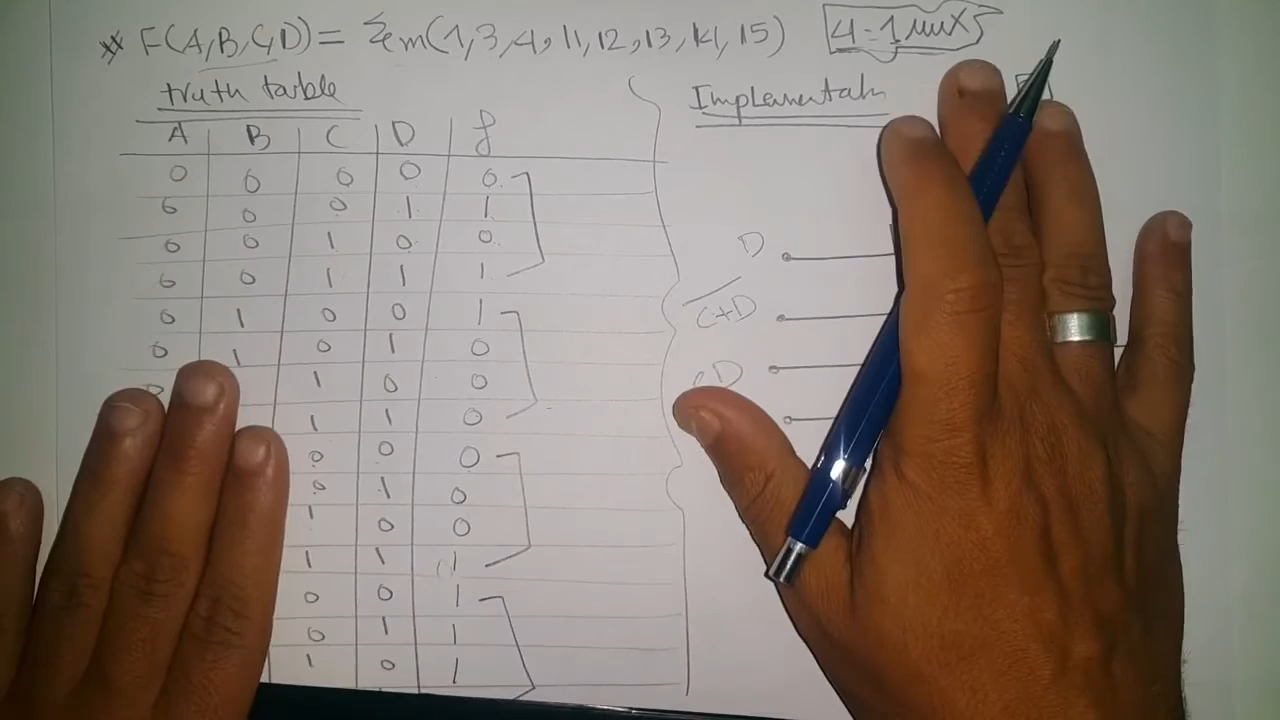 ** F(A,B,C,D) = Σm(1,3,4,11,12,13,14,15) 4-1 mux
truth table
A B C D f
0 0 0 0 0
0 0 0 1 1
0 0 1 0 0
0 0 1 1 1
0 1 0 0 1
0 1 0 1 0
0 1 0 0
1 1 0
0 0 0
0 1 0
1 0 0
1 1 1
0 0 1
0 1 1
1 0 1
Implementatn
D
C+D
CD